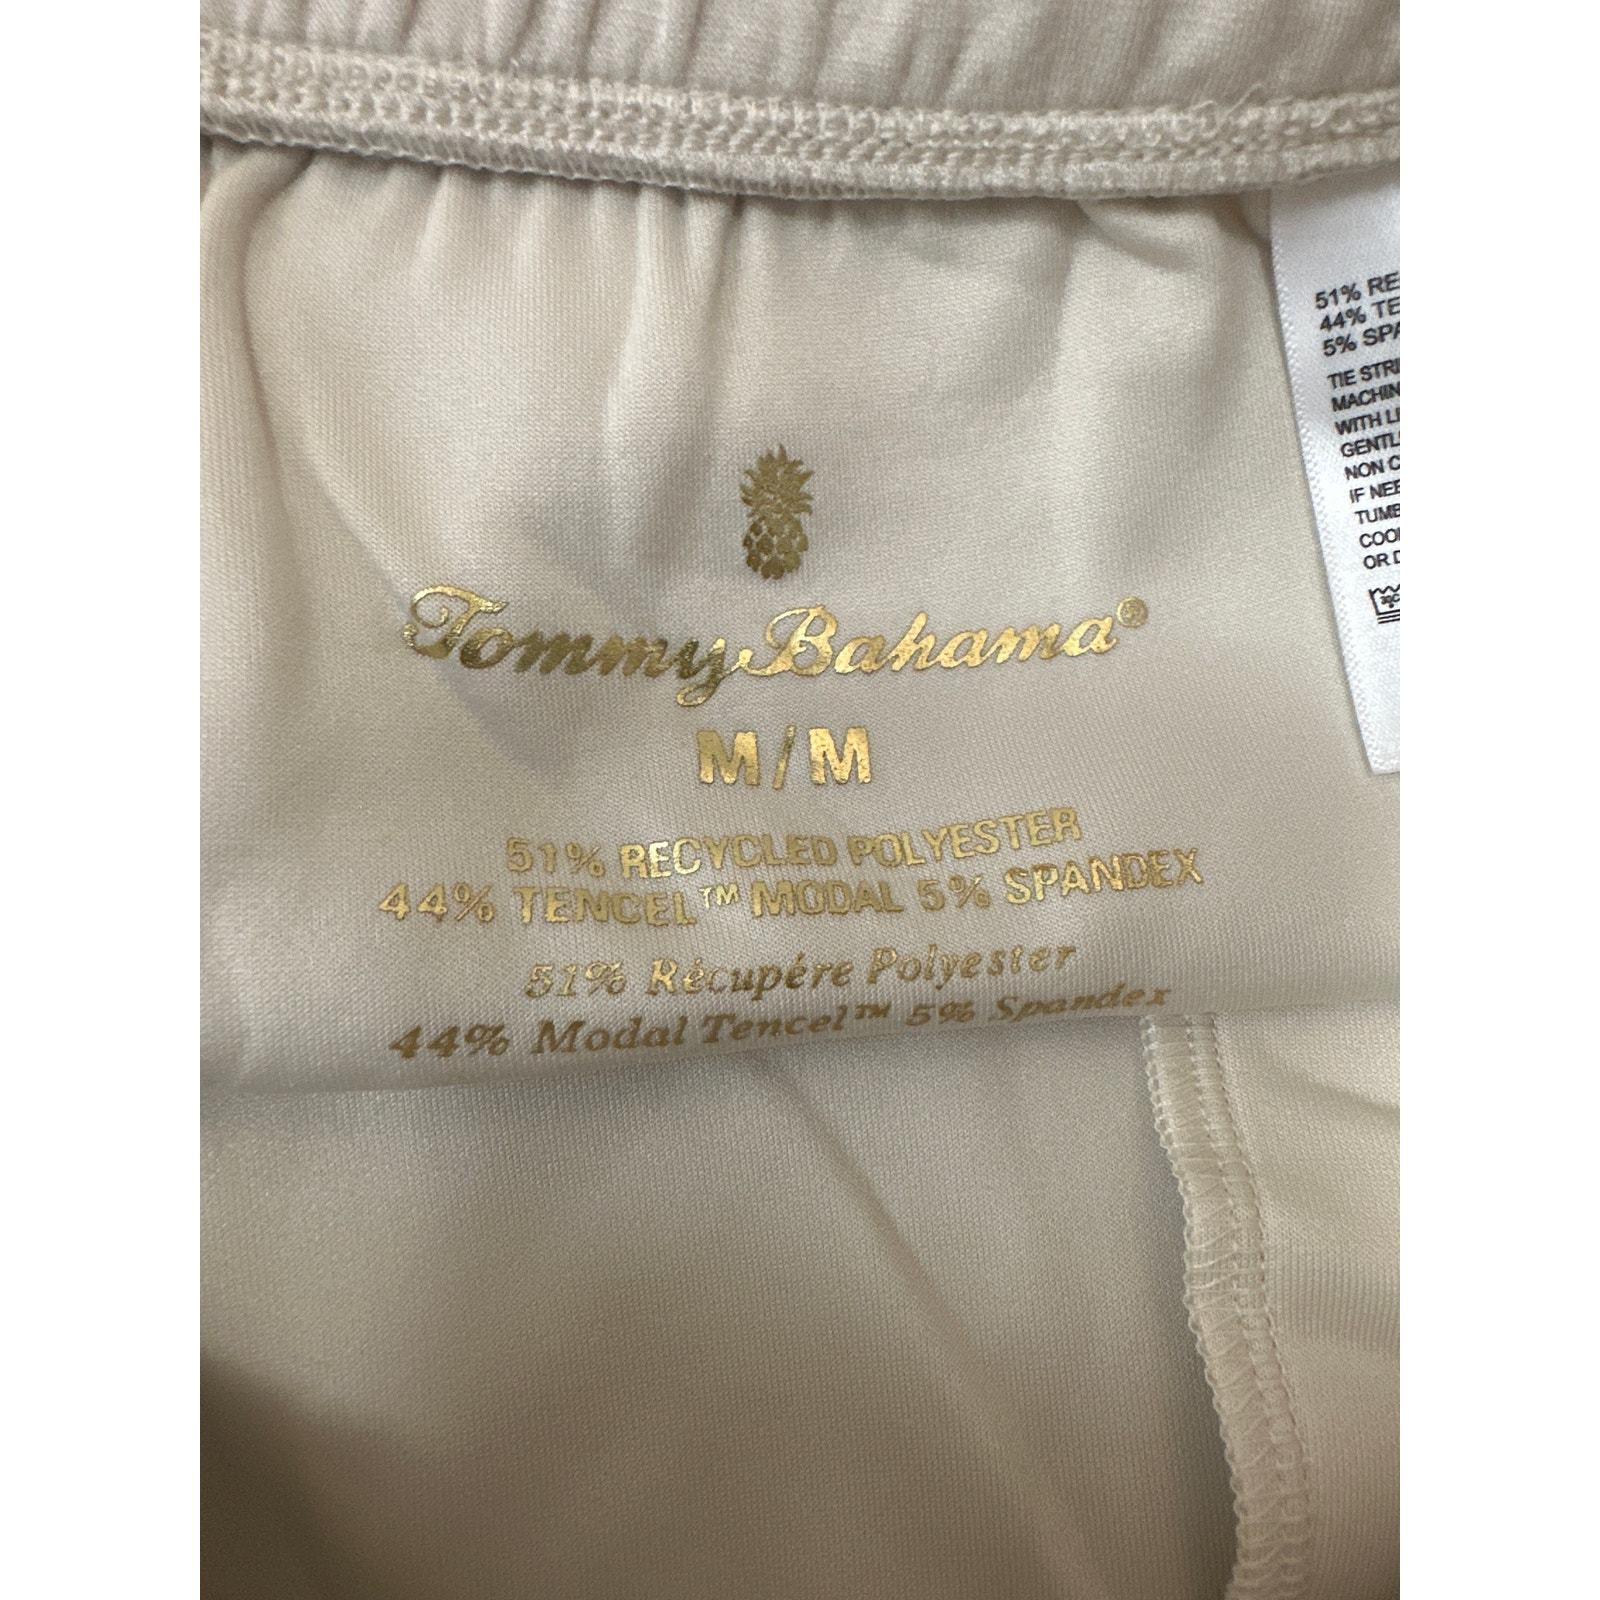 Tommy Bahama®
M/M
51% RECYCLED POLYESTER
44% TENCEL™ MODAL 5% SPANDEX
51% Récupére Polyester
44% Modal Tencel™ 5% Spandex
51% RE
44% TE
5% SPA
TIE STRI
MACHIN
WITH LI
GENTL
NON C
IF NEE
TUMB
COO
OR D